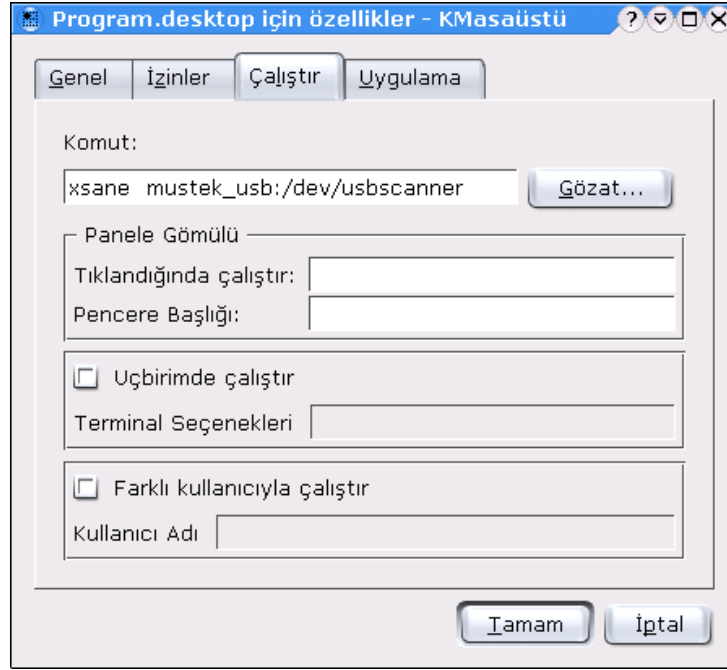 Program.desktop için özellikler - KMasaüstü
Genel İzinler Çalıştır Uygulama
Komut:
xsane mustek_usb:/dev/usbscanner Gözat...
Panele Gömülü
Tıklandığında çalıştır:
Pencere Başlığı:
Uçbirimde çalıştır
Terminal Seçenekleri
Farklı kullanıcıyla çalıştır
Kullanıcı Adı
Tamam İptal